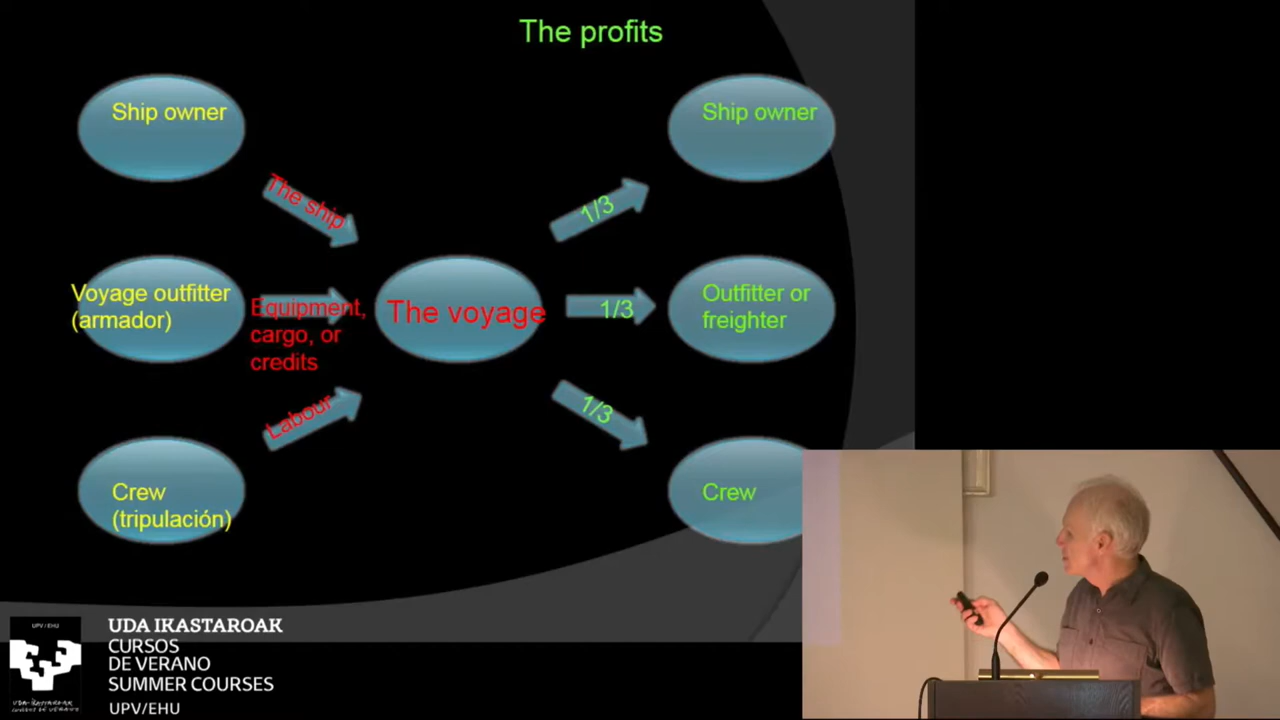 The profits
Ship owner
Ship owner
The ship
1/3
Voyage outfitter
(armador)
Equipment,
cargo, or
credits
The voyage
1/3
Outfitter or
freighter
Labour
1/3
Crew
(tripulación)
Crew
UPV / EHU
UDA IKASTAROAK
CURSOS
DE VERANO
SUMMER COURSES
UPV/EHU